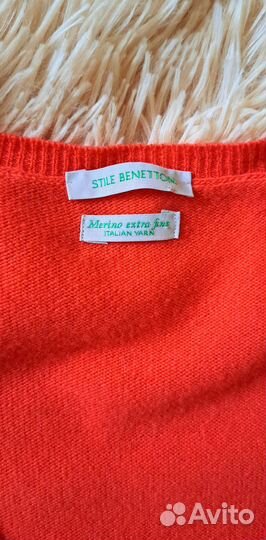 STILE BENETTON
Merino extra fine
ITALIAN YARN
Avito